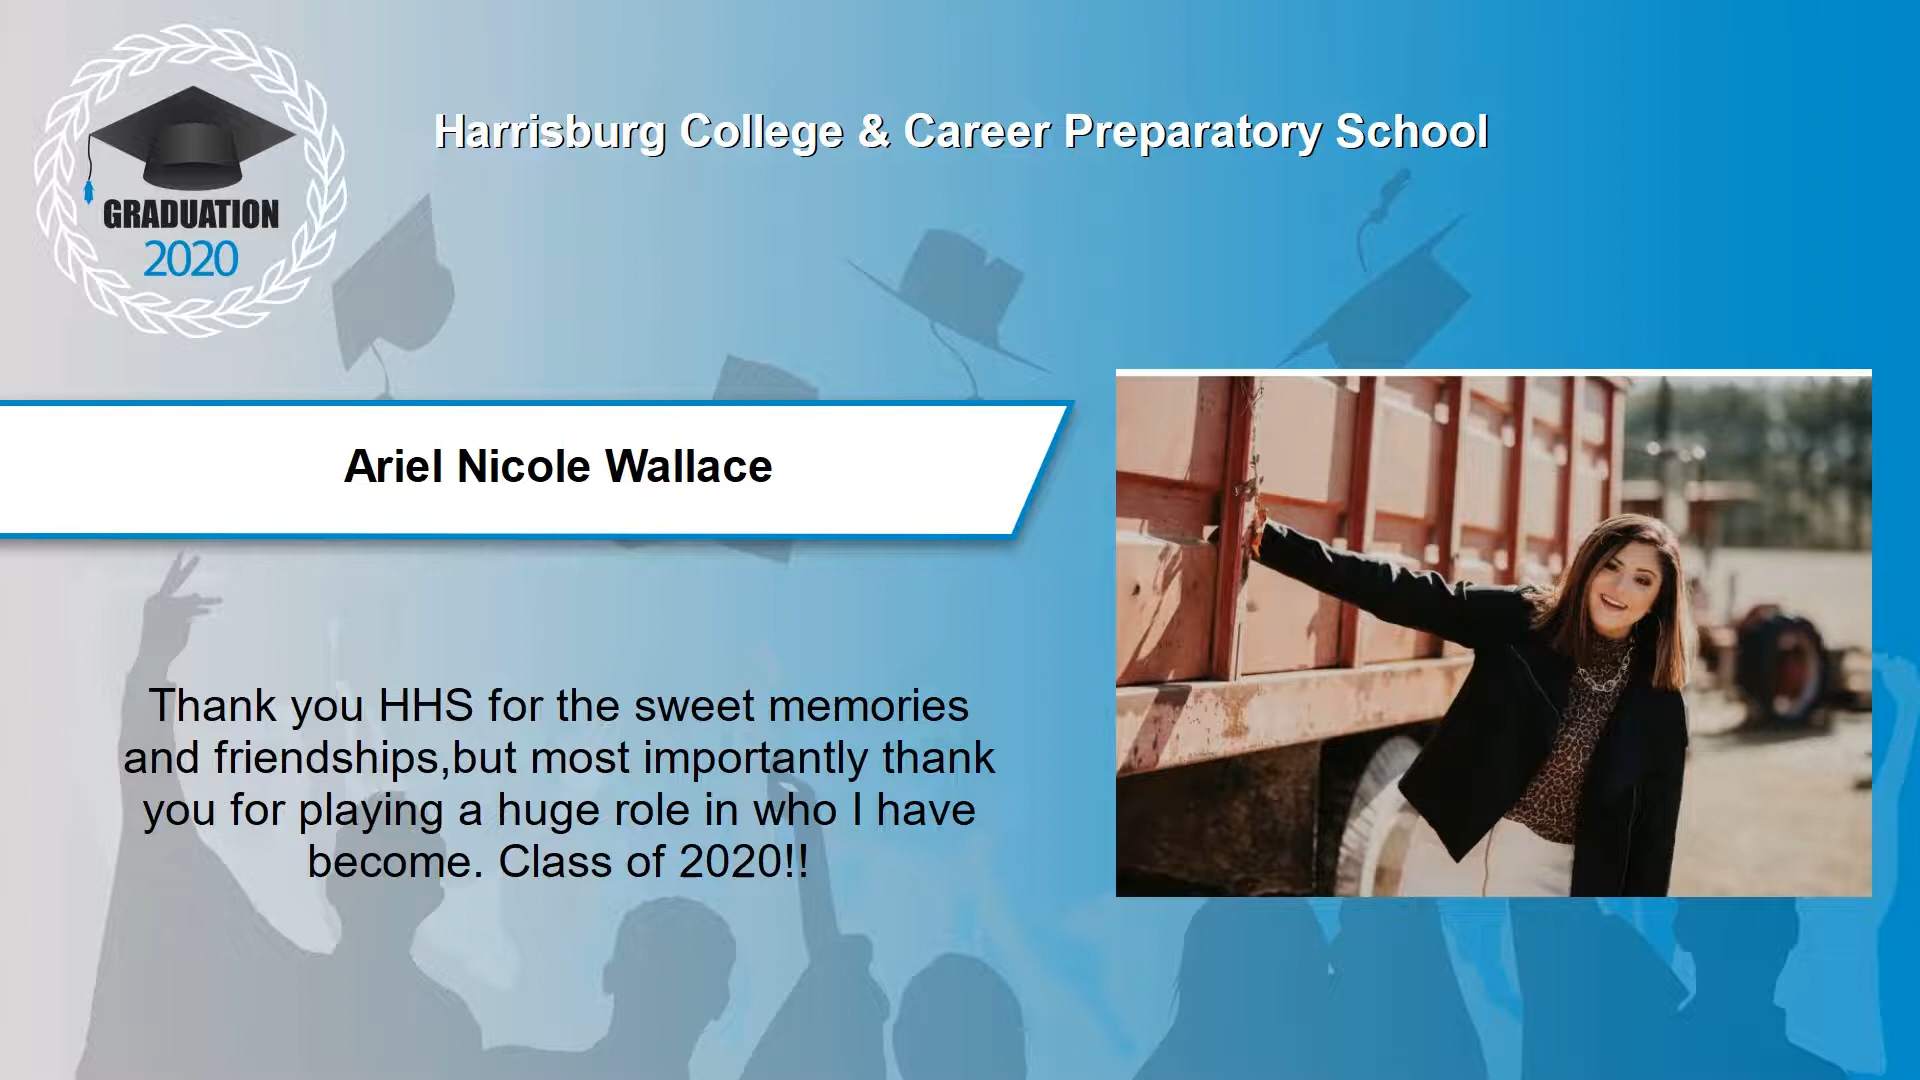 GRADUATION
2020
Harrisburg College & Career Preparatory School
Ariel Nicole Wallace
Thank you HHS for the sweet memories
and friendships,but most importantly thank
you for playing a huge role in who I have
become. Class of 2020!!